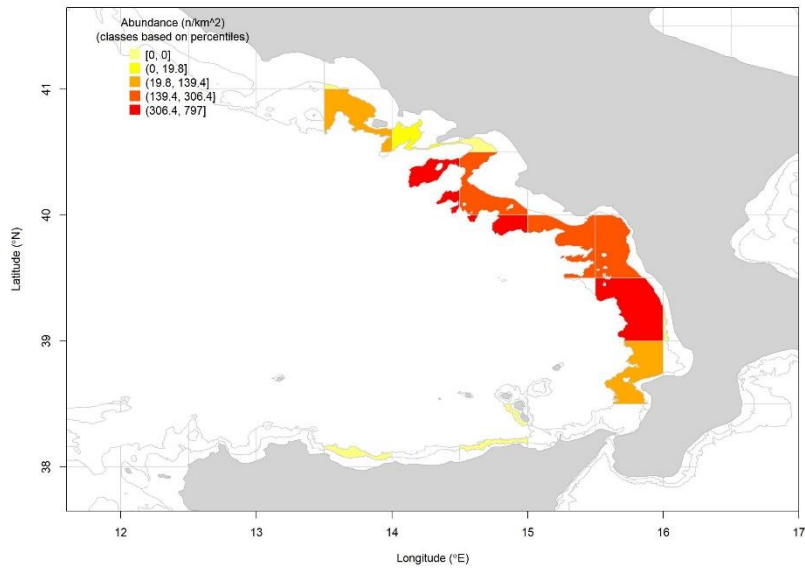 Abundance (n/km^2)
(classes based on percentiles)
[0, 0]
(0, 19.8]
(19.8, 139.4]
(139.4, 306.4]
(306.4, 797]
41
40
39
38
Latitude (°N)
12 13 14 15 16 17
Longitude (°E)